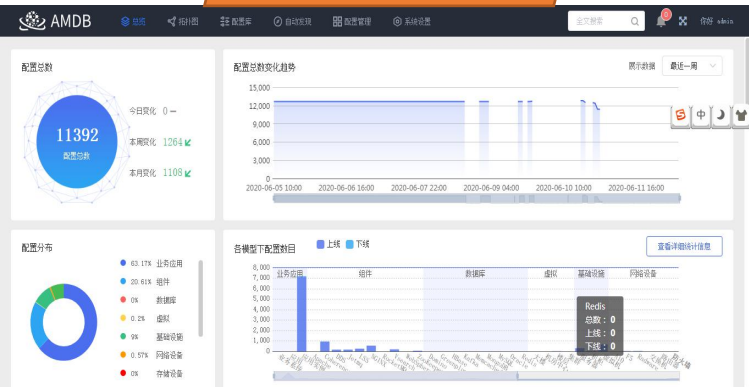 AMDB
总览
拓扑图
配置库
自动发现
配置管理
系统设置
全文搜索
0
你好 admin
配置总数
11392
配置总数
今日变化 0
本周变化 1264
本月变化 1108
配置总数变化趋势
展示数据 最近一周
15,000
12,000
9,000
6,000
3,000
0
2020-06-05 10:00 2020-06-06 16:00 2020-06-07 22:00 2020-06-09 04:00 2020-06-10 10:00 2020-06-11 16:00
中
配置分布
63.17% 业务应用
20.61% 组件
0% 数据库
0.2% 虚拟
9% 基础设施
0.57% 网络设备
0% 存储设备
各模型下配置数目
上线 下线
查看详细统计信息
8,000
7,000
6,000
5,000
4,000
3,000
2,000
1,000
0
业务应用 组件 数据库 虚拟 基础设施 网络设备
Redis
总数：0
上线：0
下线：0